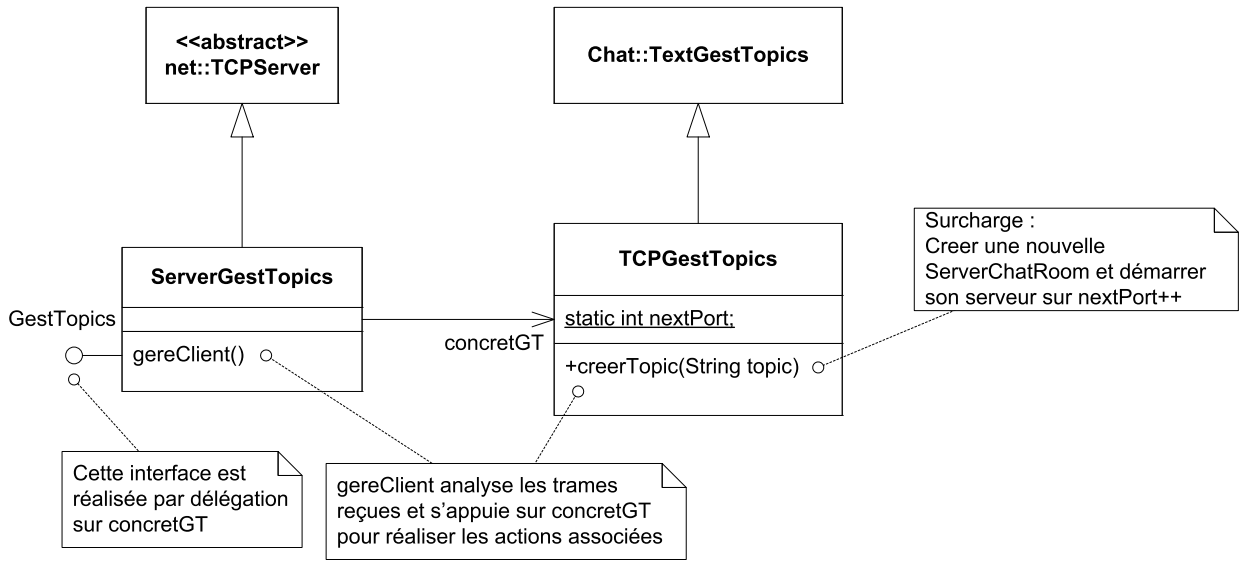 <<abstract>>
net::TCPServer
Chat::TextGestTopics
ServerGestTopics
GestTopics
gereClient()
concretGT
TCPGestTopics
static int nextPort;
+creerTopic(String topic)
Surcharge :
Creer une nouvelle
ServerChatRoom et démarrer
son serveur sur nextPort++
Cette interface est
réalisée par délégation
sur concretGT
gereClient analyse les trames
reçues et s'appuie sur concretGT
pour réaliser les actions associées